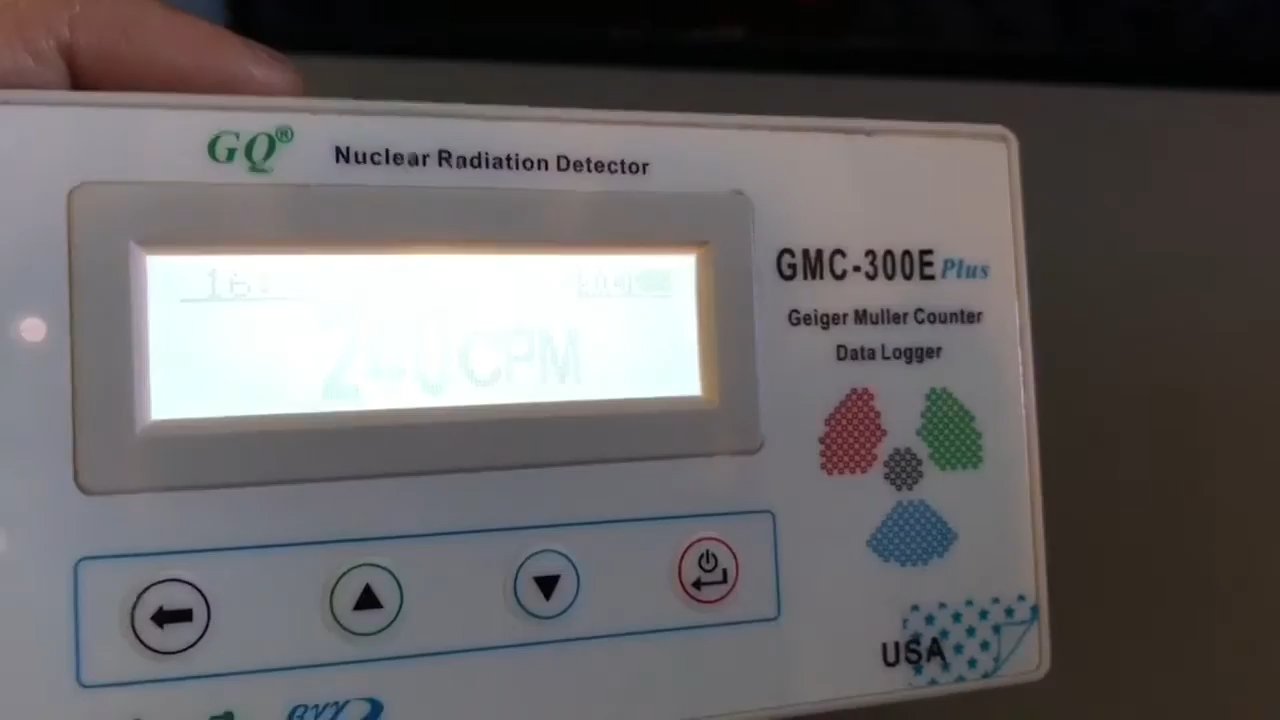 GQ®
Nuclear Radiation Detector
CPM
GMC-300E Plus
Geiger Muller Counter
Data Logger
USA